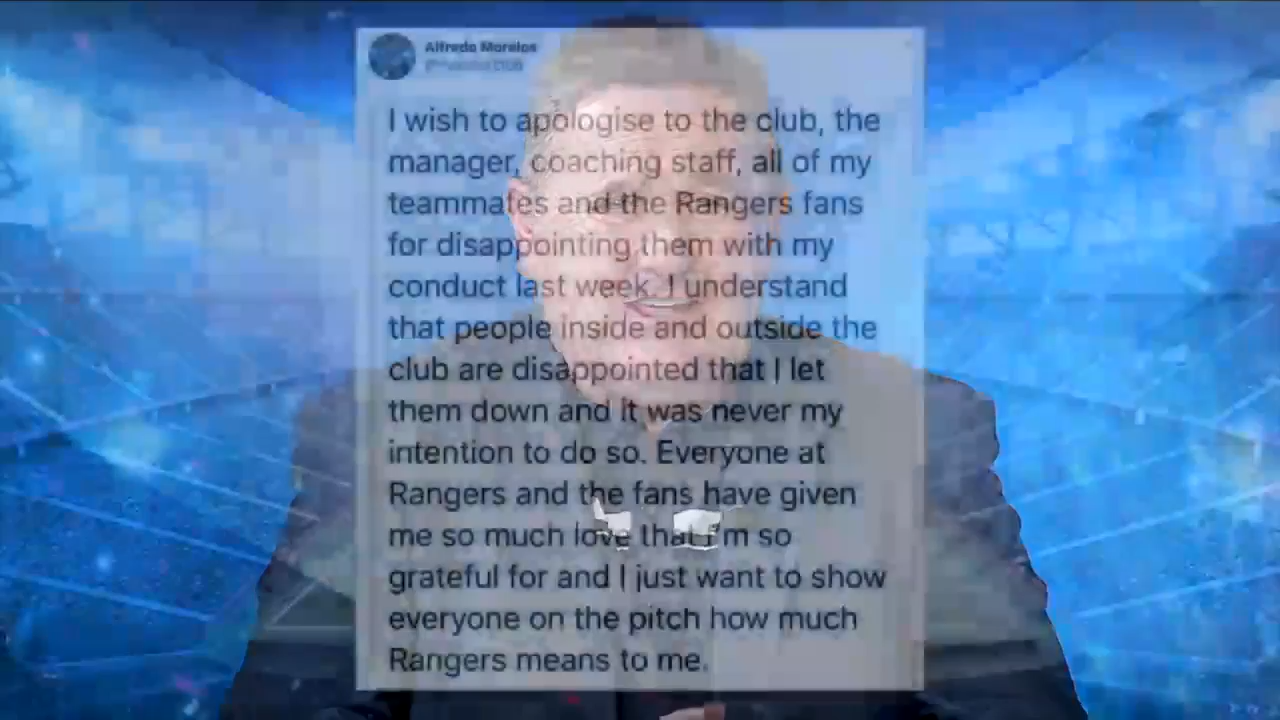 Alfredo Morelos
I wish to apologise to the club, the
manager, coaching staff, all of my
teammates and the Rangers fans
for disappointing them with my
conduct last week. I understand
that people inside and outside the
club are disappointed that I let
them down and it was never my
intention to do so. Everyone at
Rangers and the fans have given
me so much love that I'm so
grateful for and I just want to show
everyone on the pitch how much
Rangers means to me.